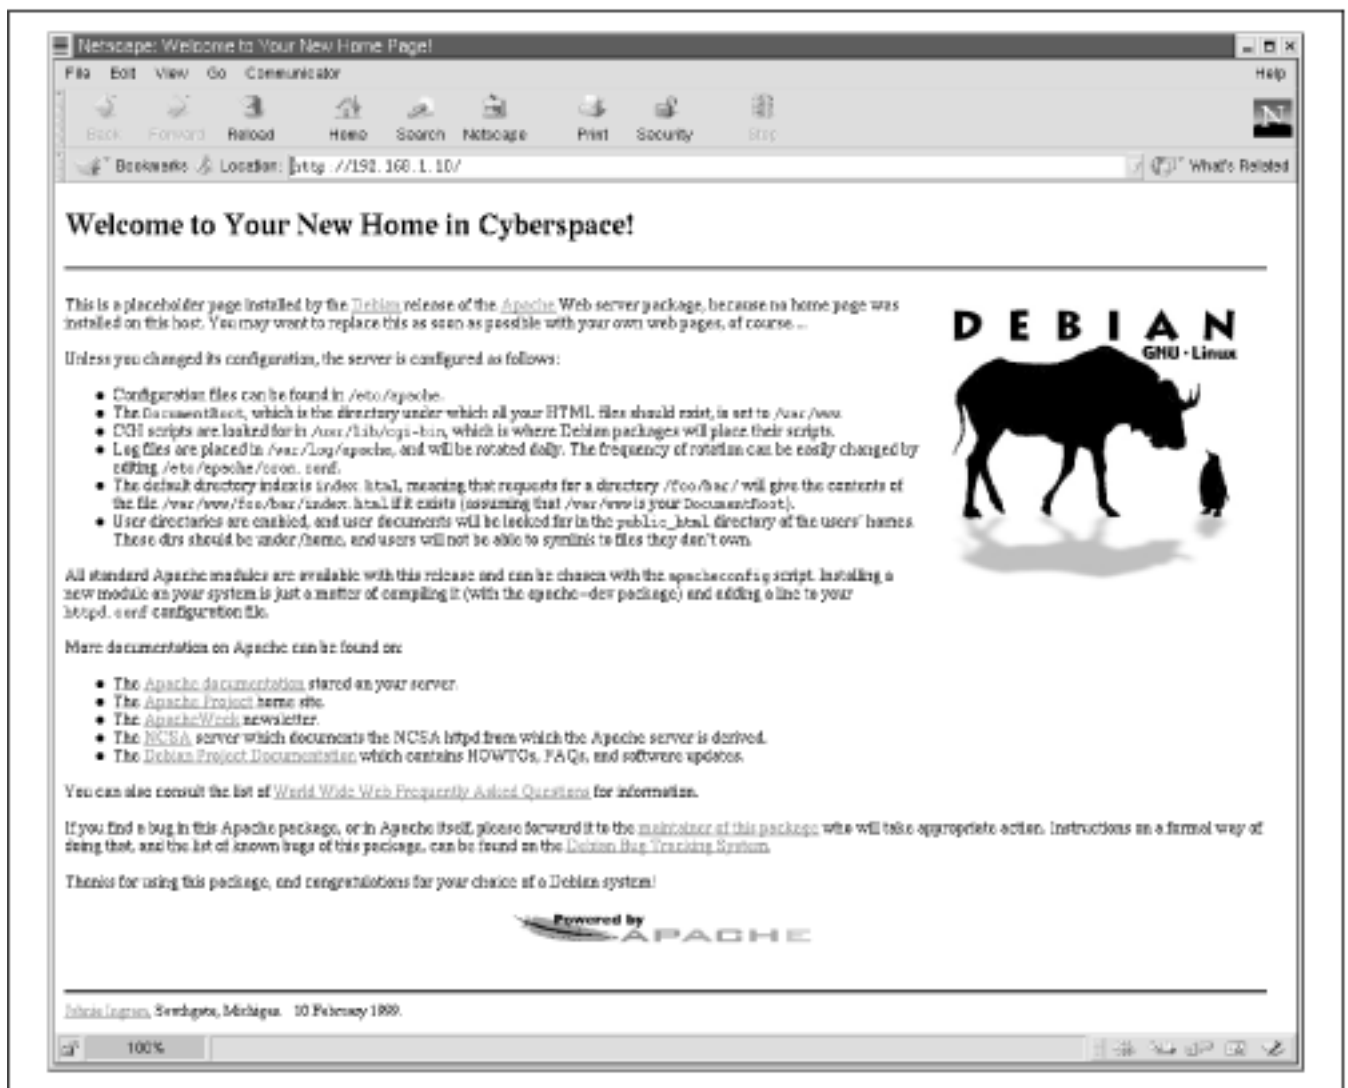 Netscape: Welcome to Your New Home Page!
File Edit View Go Communicator Help
Back Forward Reload Home Search Netscape Print Security Stop
N
Bookmarks Location: http://192.168.1.10/ What's Related
Welcome to Your New Home in Cyberspace!
This is a placeholder page installed by the Debian release of the Apache Web server package, because no home page was
installed on this host. You may want to replace this as soon as possible with your own web pages, of course....
DEBIAN
GNU·Linux
Unless you changed its configuration, the server is configured as follows:
• Configuration files can be found in /etc/apache.
• The DocumentRoot, which is the directory under which all your HTML files should exist, is set to /var/www.
• CGI scripts are looked for in /usr/lib/cgi-bin, which is where Debian packages will place their scripts.
• Log files are placed in /var/log/apache, and will be rotated daily. The frequency of rotation can be easily changed by
editing /etc/apache/cron.conf.
• The default directory index is index.html, meaning that requests for a directory /foo/bar/ will give the contents of
the file /var/www/foo/bar/index.html if it exists (assuming that /var/www is your DocumentRoot).
• User directories are enabled, and user documents will be looked for in the public_html directory of the users' homes.
These dirs should be under /home, and users will not be able to symlink to files they don't own.
All standard Apache modules are available with this release and can be chosen with the apacheconfig script. Installing a
new module on your system is just a matter of compiling it (with the apache-dev package) and adding a line to your
httpd.conf configuration file.
More documentation on Apache can be found on:
• The Apache documentation stored on your server.
• The Apache Project home site.
• The ApacheWeek newsletter.
• The NCSA server which documents the NCSA httpd from which the Apache server is derived.
• The Debian Project Documentation which contains HOWTOs, FAQs, and software updates.
You can also consult the list of World Wide Web Frequently Asked Questions for information.
If you find a bug in this Apache package, or in Apache itself, please forward it to the maintainer of this package who will take appropriate action. Instructions on a formal way of
doing that, and the list of known bugs of this package, can be found on the Debian Bug Tracking System.
Thanks for using this package, and congratulations for your choice of a Debian system!
Powered by
APACHE
Johnie Ingram, Southgate, Michigan. 10 February 1999.
100%